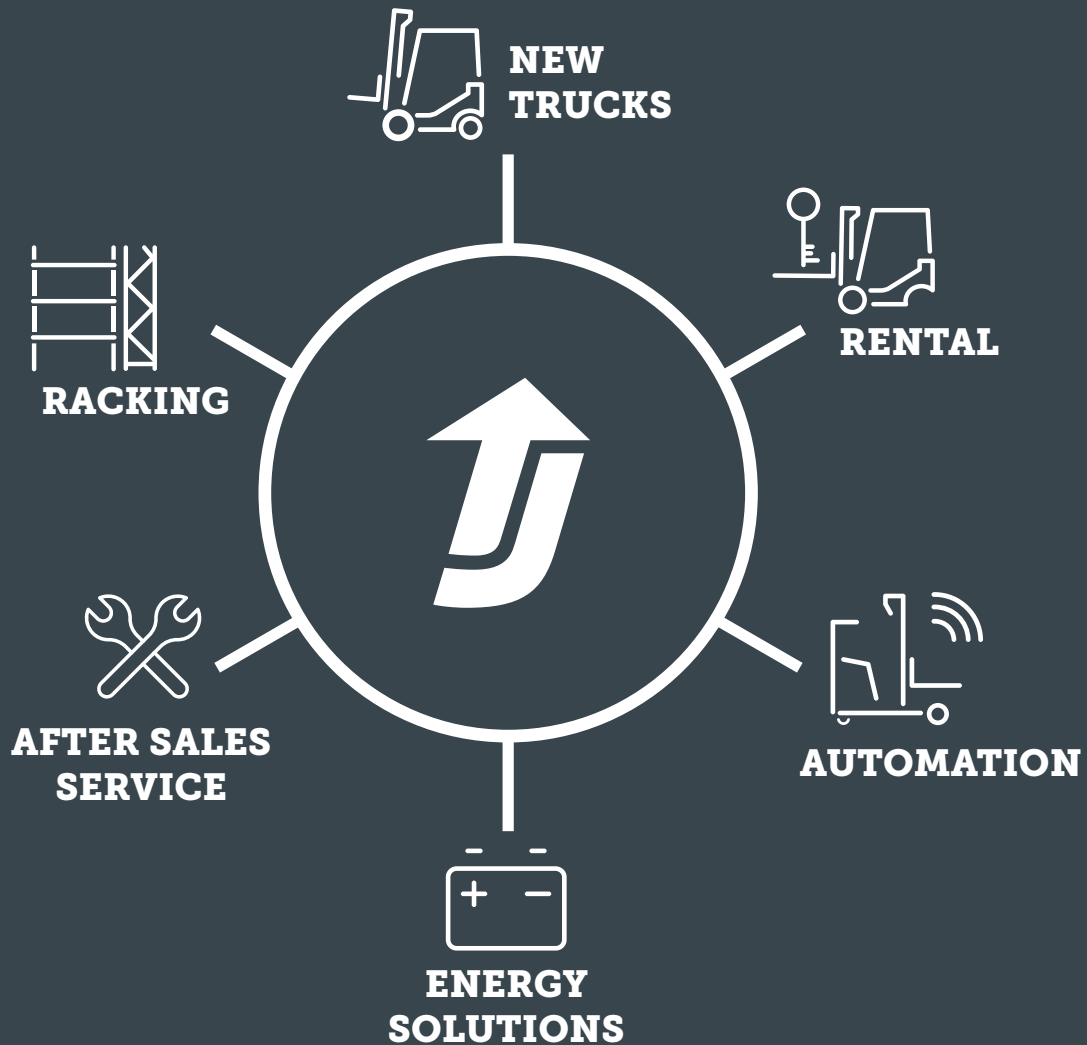 NEW
TRUCKS
RENTAL
RACKING
AFTER SALES
SERVICE
AUTOMATION
ENERGY
SOLUTIONS